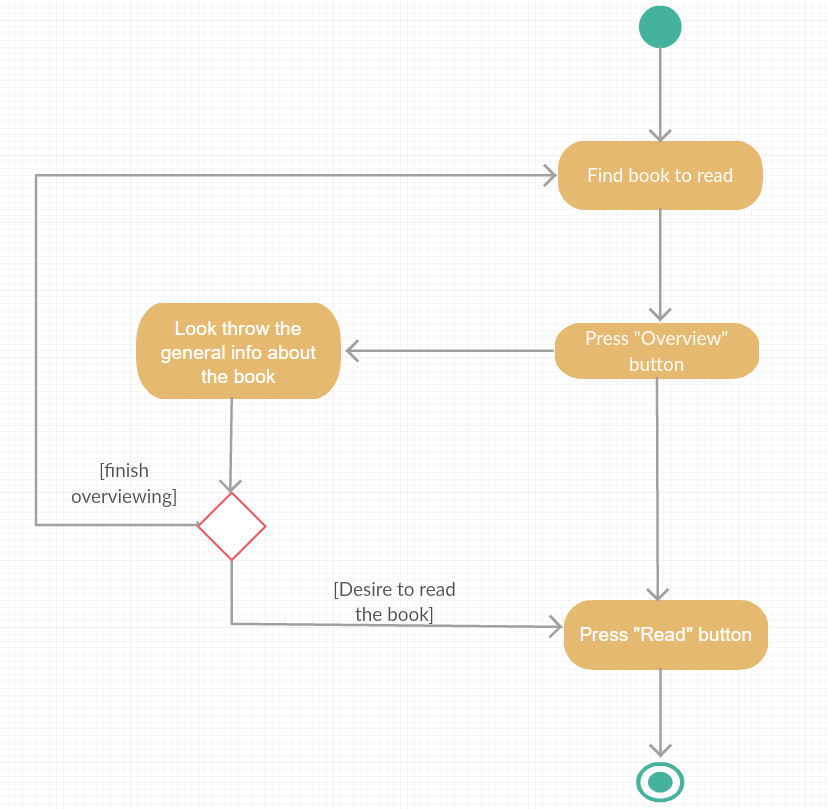 Find book to read
Look throw the
general info about
the book
Press "Overview"
button
[finish
overviewing]
[Desire to read
the book]
Press "Read" button